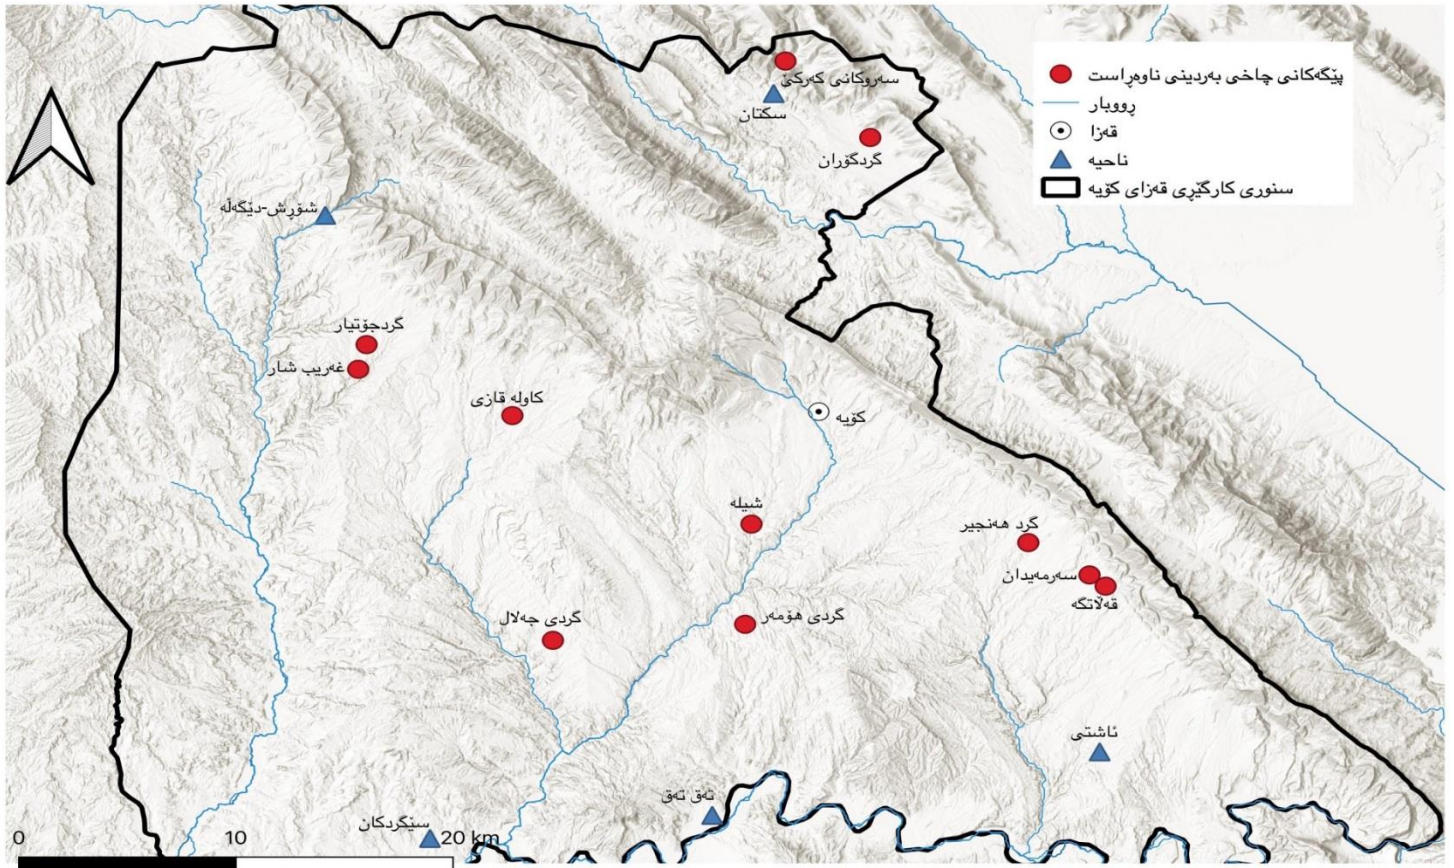 پێگەکانی چاخی بەردینی ناوەڕاست
ڕووبار
قەزا
ناحیە
سنوری کارگێڕی قەزای کۆیە
سەروکانی کەرکێ
سکتان
گردگۆران
شۆڕش-دێگەڵە
گردجۆتیار
غەریب شار
کاولە قازی
کۆیە
شیلە
گرد هەنجیر
سەرمەیدان
قەڵاتگە
گردی هۆمەر
گردی جەلال
ئاشتی
تەق تەق
سێگردکان
0 10 20 km